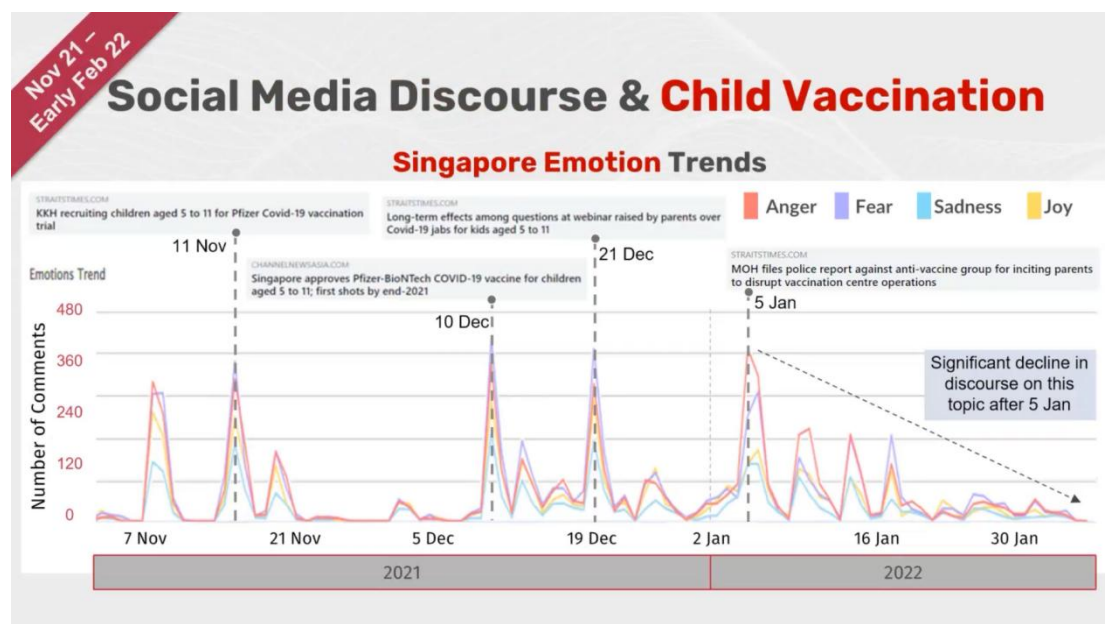 Nov 21 –
Early Feb 22
Social Media Discourse & Child Vaccination
Singapore Emotion Trends
STRAITSTIMES.COM
KKH recruiting children aged 5 to 11 for Pfizer Covid-19 vaccination
trial
11 Nov
STRAITSTIMES.COM
Long-term effects among questions at webinar raised by parents over
Covid-19 jabs for kids aged 5 to 11
21 Dec
Anger
Fear
Sadness
Joy
CHANNELNEWSASIA.COM
Singapore approves Pfizer-BioNTech COVID-19 vaccine for children
aged 5 to 11; first shots by end-2021
10 Dec
STRAITSTIMES.COM
MOH files police report against anti-vaccine group for inciting parents
to disrupt vaccination centre operations
5 Jan
Emotions Trend
Number of Comments
480
360
240
120
0
Significant decline in
discourse on this
topic after 5 Jan
7 Nov
21 Nov
5 Dec
19 Dec
2 Jan
16 Jan
30 Jan
2021
2022